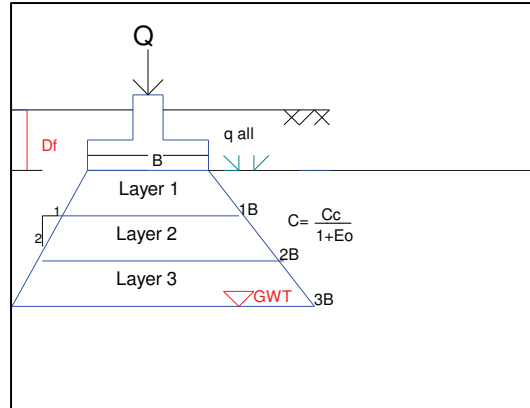 Q
Df
q all
B
Layer 1
1
1B
2
Layer 2
C= Cc
1+Eo
2B
Layer 3
GWT
3B